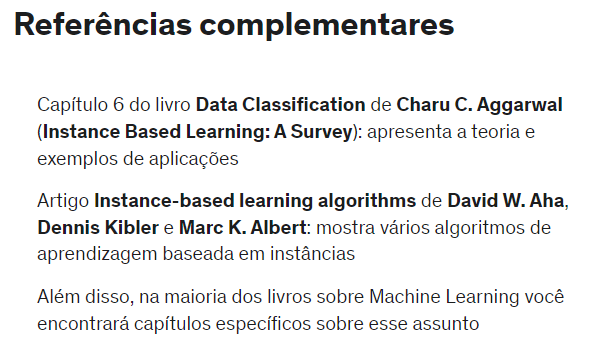 Referências complementares
Capítulo 6 do livro Data Classification de Charu C. Aggarwal
(Instance Based Learning: A Survey): apresenta a teoria e
exemplos de aplicações
Artigo Instance-based learning algorithms de David W. Aha,
Dennis Kibler e Marc K. Albert: mostra vários algoritmos de
aprendizagem baseada em instâncias
Além disso, na maioria dos livros sobre Machine Learning você
encontrará capítulos específicos sobre esse assunto